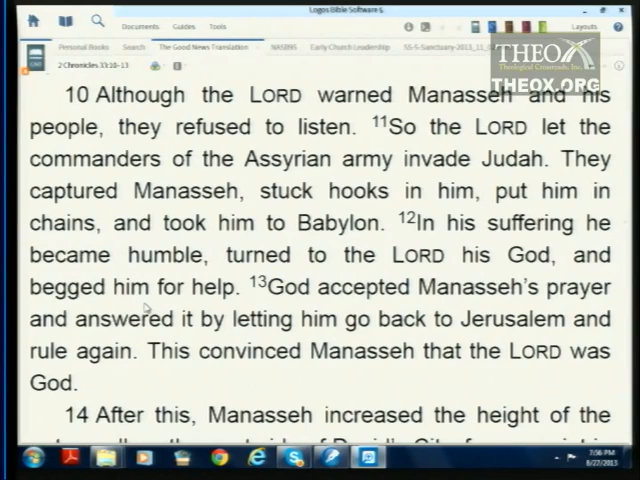 Logos Bible Software 5
Documents Guides Tools
Layouts
Personal Books Search The Good News Translation NASB95 Early Church Leadership SS-5-Sanctuary-2013_11_0
2 Chronicles 33:10–13
THEOX
Theological Crossroads, Inc.
THEOX.ORG
10 Although the LORD warned Manasseh and his
people, they refused to listen. 11So the LORD let the
commanders of the Assyrian army invade Judah. They
captured Manasseh, stuck hooks in him, put him in
chains, and took him to Babylon. 12In his suffering he
became humble, turned to the LORD his God, and
begged him for help. 13God accepted Manasseh’s prayer
and answered it by letting him go back to Jerusalem and
rule again. This convinced Manasseh that the LORD was
God.
14 After this, Manasseh increased the height of the
7:56 PM
8/27/2013